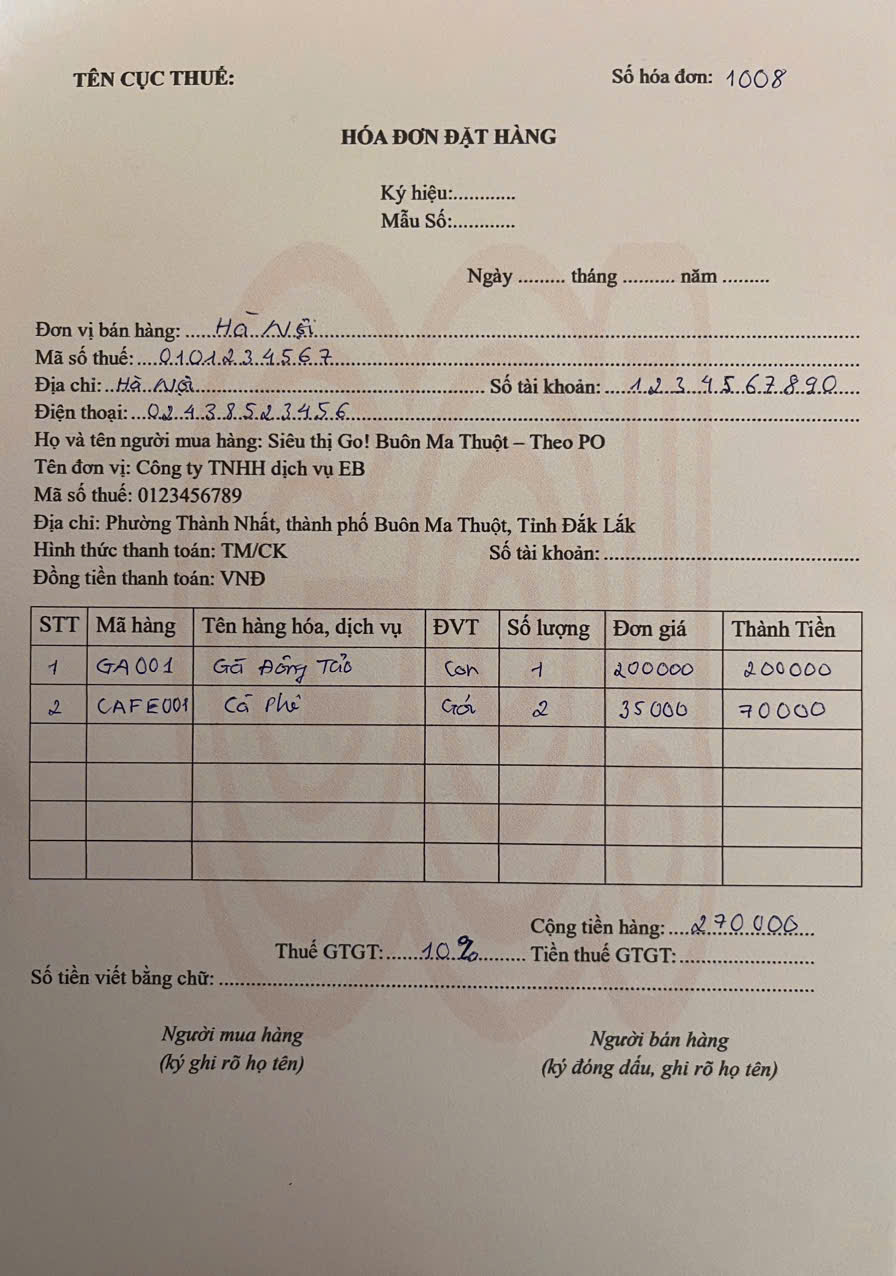 TÊN CỤC THUẾ: Số hóa đơn: 1008
HÓA ĐƠN ĐẶT HÀNG
Ký hiệu:............
Mẫu Số:............
Ngày ......... tháng .......... năm .........
Đơn vị bán hàng: Hà Nội
Mã số thuế: 0101234567
Địa chỉ: Hà Nội Số tài khoản: 1234567890
Điện thoại: 02438523456
Họ và tên người mua hàng: Siêu thị Go! Buôn Ma Thuột – Theo PO
Tên đơn vị: Công ty TNHH dịch vụ EB
Mã số thuế: 0123456789
Địa chỉ: Phường Thành Nhất, thành phố Buôn Ma Thuột, Tỉnh Đắk Lắk
Hình thức thanh toán: TM/CK Số tài khoản:
Đồng tiền thanh toán: VNĐ
STT Mã hàng Tên hàng hóa, dịch vụ ĐVT Số lượng Đơn giá Thành Tiền
1 GA001 Gà Đông Tảo Con 1 200000 200000
2 CAFE001 Cà Phê Gói 2 35000 70000
Cộng tiền hàng: 270000
Thuế GTGT: 10% Tiền thuế GTGT:
Số tiền viết bằng chữ:
Người mua hàng Người bán hàng
(ký ghi rõ họ tên) (ký đóng dấu, ghi rõ họ tên)